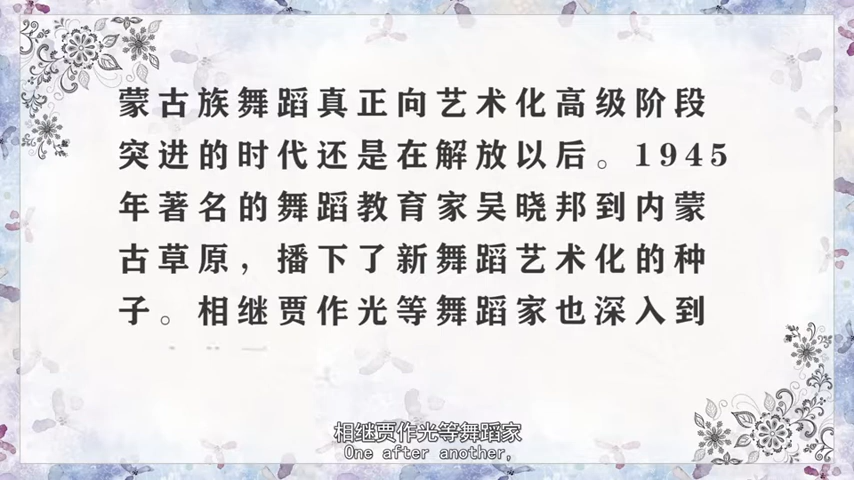 蒙古族舞蹈真正向艺术化高级阶段
突进的时代还是在解放以后。1945
年著名的舞蹈教育家吴晓邦到内蒙
古草原，播下了新舞蹈艺术化的种
子。相继贾作光等舞蹈家也深入到
相继贾作光等舞蹈家
One after another,